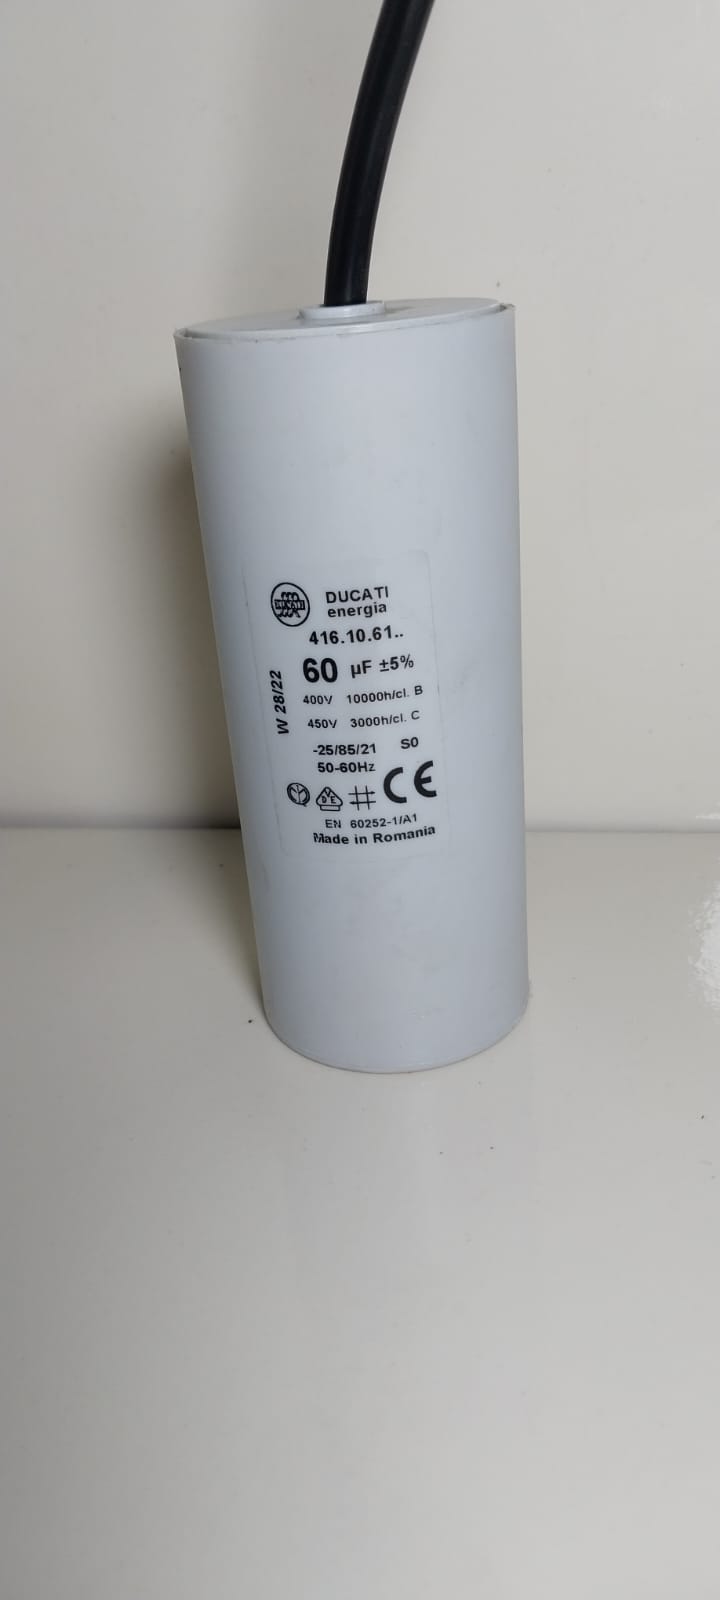 DUCATI
energia
416.10.61..
60 µF ±5%
400V 10000h/cl. B
450V 3000h/cl. C
-25/85/21 S0
50-60Hz
W 28/22
VDE
CE
EN 60252-1/A1
Made in Romania